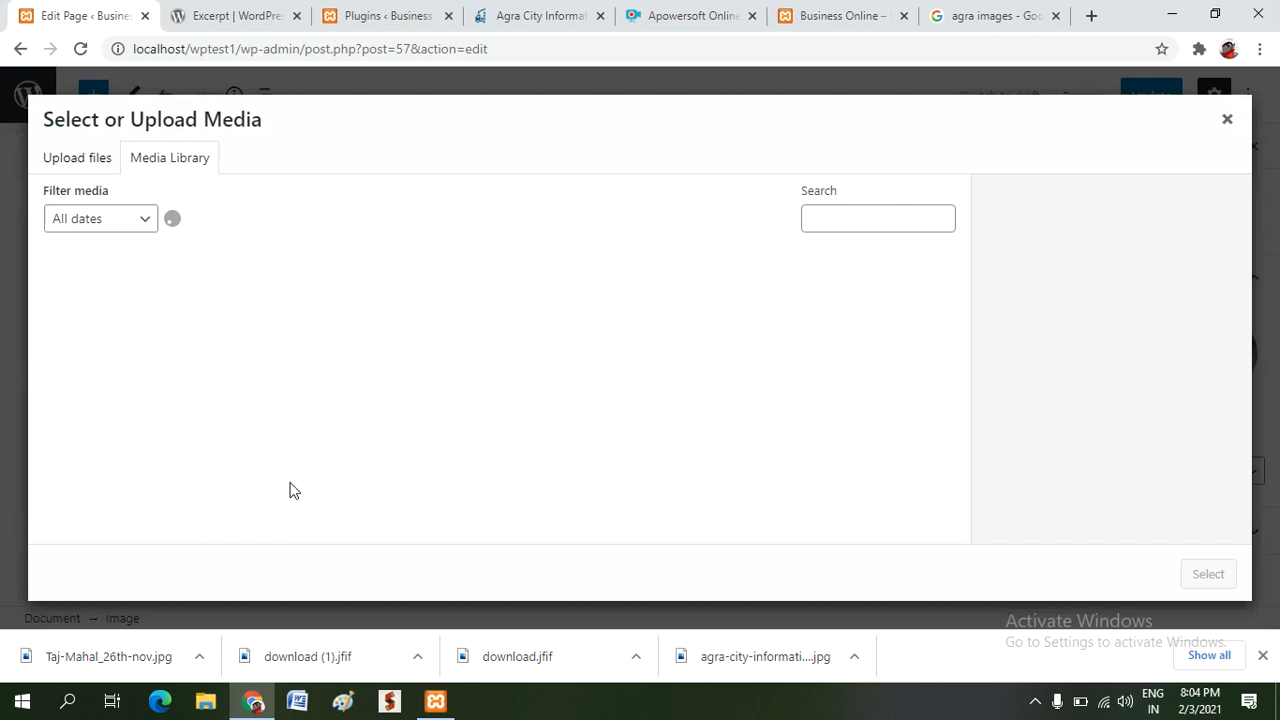 Edit Page ‹ Busine
Excerpt | WordPres
Plugins ‹ Business
Agra City Informat
Apowersoft Online
Business Online –
agra images - Goo
localhost/wptest1/wp-admin/post.php?post=57&action=edit
Select or Upload Media
Upload files
Media Library
Filter media
Search
All dates
Select
Document → Image
Activate Windows
Go to Settings to activate Windows.
Taj-Mahal_26th-nov.jpg
download (1).jfif
download.jfif
agra-city-informati....jpg
Show all
ENG
IN
8:04 PM
2/3/2021